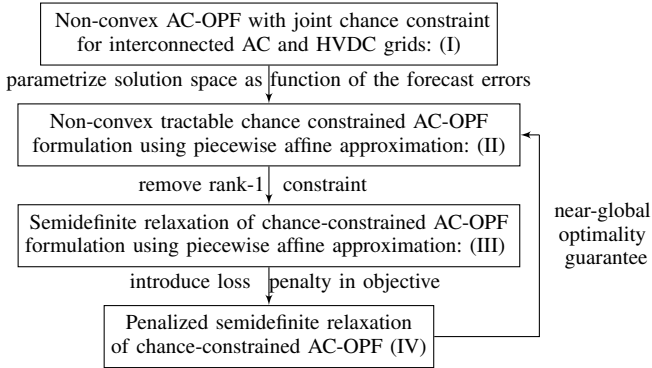 Non-convex AC-OPF with joint chance constraint
for interconnected AC and HVDC grids: (I)
parametrize solution space as function of the forecast errors
Non-convex tractable chance constrained AC-OPF
formulation using piecewise affine approximation: (II)
remove rank-1 constraint
Semidefinite relaxation of chance-constrained AC-OPF
formulation using piecewise affine approximation: (III)
introduce loss penalty in objective
Penalized semidefinite relaxation
of chance-constrained AC-OPF (IV)
near-global
optimality
guarantee